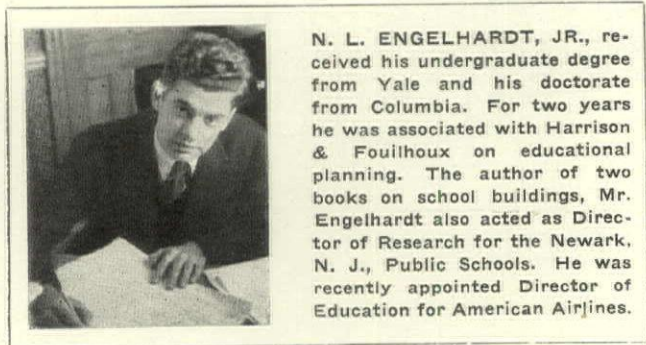 N. L. ENGELHARDT, JR., re-
ceived his undergraduate degree
from Yale and his doctorate
from Columbia. For two years
he was associated with Harrison
& Fouilhoux on educational
planning. The author of two
books on school buildings, Mr.
Engelhardt also acted as Direc-
tor of Research for the Newark,
N. J., Public Schools. He was
recently appointed Director of
Education for American Airlines.